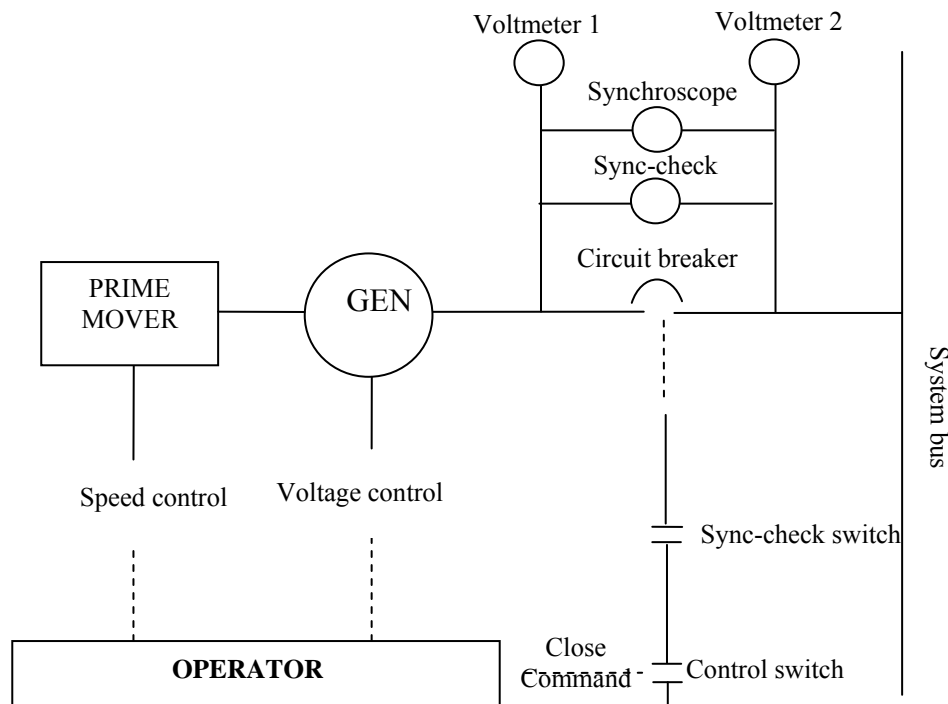 Voltmeter 1
Voltmeter 2
Synchroscope
Sync-check
Circuit breaker
PRIME
MOVER
GEN
System bus
Speed control
Voltage control
Sync-check switch
OPERATOR
Close
Command
Control switch